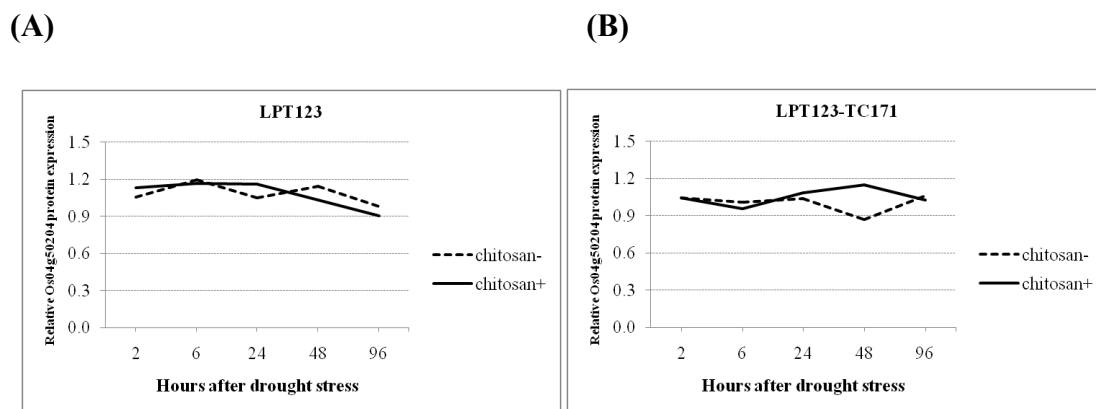 (A)
(B)
LPT123
Relative Os04g50204 protein expression
1.5
1.2
0.9
0.6
0.3
0.0
2 6 24 48 96
Hours after drought stress
chitosan-
chitosan+
LPT123-TC171
Relative Os04g50204 protein expression
1.5
1.2
0.9
0.6
0.3
0.0
2 6 24 48 96
Hours after drought stress
chitosan-
chitosan+